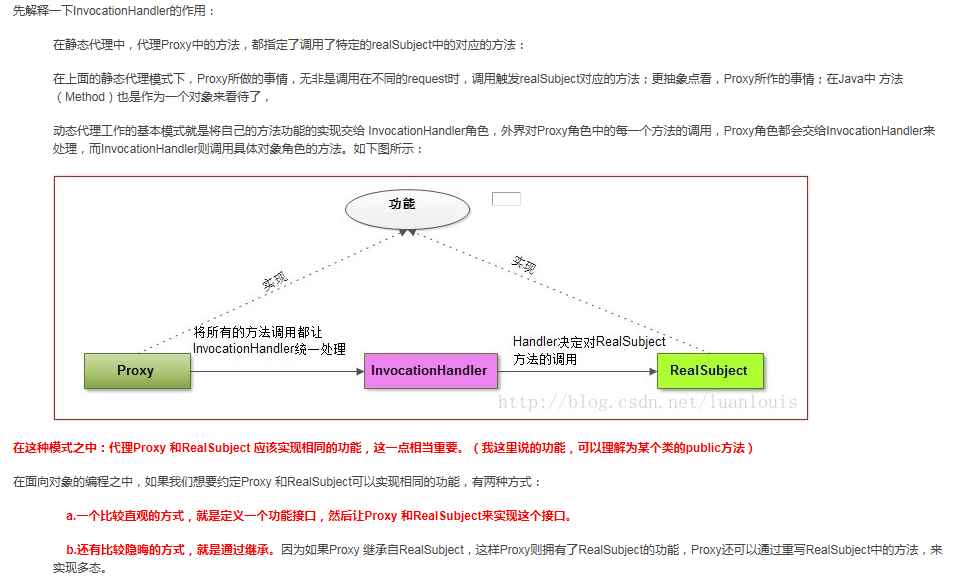 先解释一下InvocationHandler的作用：
在静态代理中，代理Proxy中的方法，都指定了调用了特定的realSubject中的对应的方法：
在上面的静态代理模式下，Proxy所做的事情，无非是调用在不同的request时，调用触发realSubject对应的方法；更抽象点看，Proxy所作的事情；在Java中 方法
（Method）也是作为一个对象来看待了，
动态代理工作的基本模式就是将自己的方法功能的实现交给 InvocationHandler角色，外界对Proxy角色中的每一个方法的调用，Proxy角色都会交给InvocationHandler来
处理，而InvocationHandler则调用具体对象角色的方法。如下图所示：
功能
实现
实现
将所有的方法调用都让
InvocationHandler统一处理
Handler决定对RealSubject
方法的调用
Proxy
InvocationHandler
RealSubject
http://blog.csdn.net/luanlouis
在这种模式之中：代理Proxy 和RealSubject 应该实现相同的功能，这一点相当重要。（我这里说的功能，可以理解为某个类的public方法）
在面向对象的编程之中，如果我们想要约定Proxy 和RealSubject可以实现相同的功能，有两种方式：
a.一个比较直观的方式，就是定义一个功能接口，然后让Proxy 和RealSubject来实现这个接口。
b.还有比较隐晦的方式，就是通过继承。因为如果Proxy 继承自RealSubject，这样Proxy则拥有了RealSubject的功能，Proxy还可以通过重写RealSubject中的方法，来
实现多态。